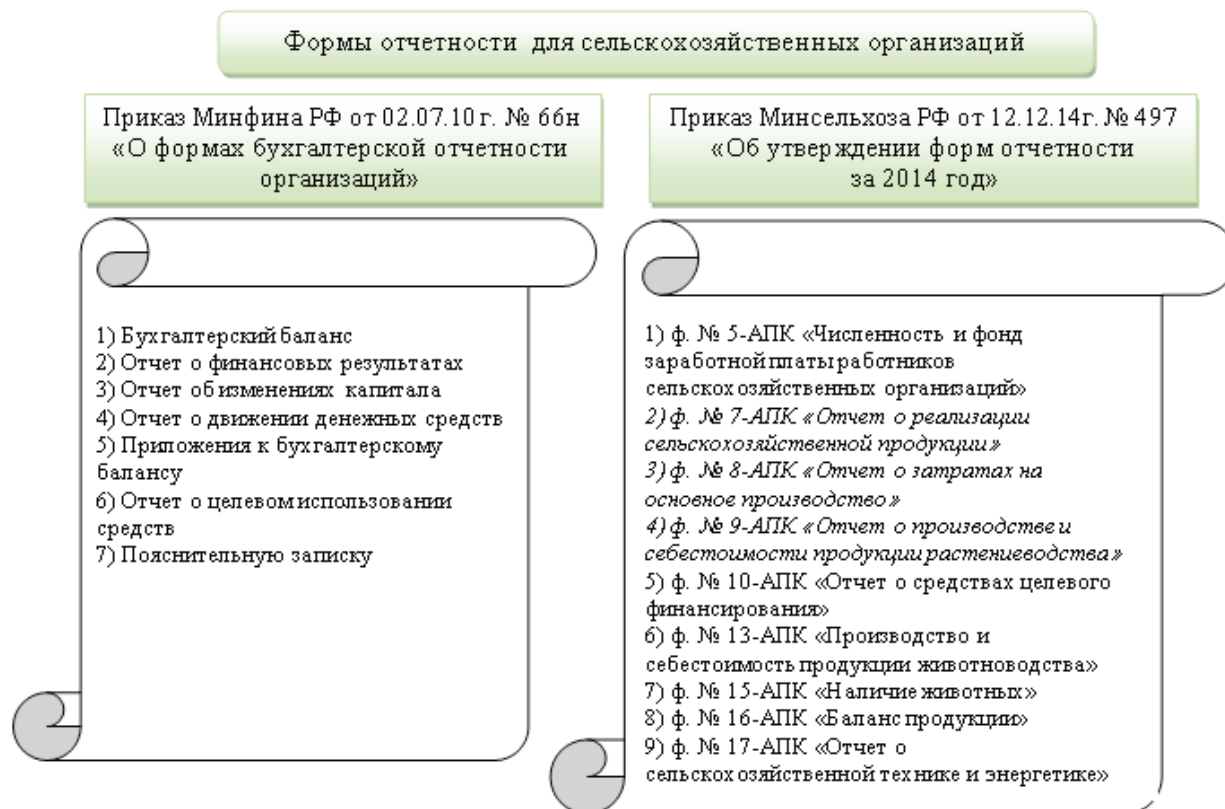 Формы отчетности для сельскохозяйственных организаций
Приказ Минфина РФ от 02.07.10 г. № 66н
«О формах бухгалтерской отчетности
организаций»
1) Бухгалтерский баланс
2) Отчет о финансовых результатах
3) Отчет об изменениях капитала
4) Отчет о движении денежных средств
5) Приложения к бухгалтерскому
балансу
6) Отчет о целевом использовании
средств
7) Пояснительную записку
Приказ Минсельхоза РФ от 12.12.14г. № 497
«Об утверждении форм отчетности
за 2014 год»
1) ф. № 5-АПК «Численность и фонд
заработной платы работников
сельскохозяйственных организаций»
2) ф. № 7-АПК «Отчет о реализации
сельскохозяйственной продукции»
3) ф. № 8-АПК «Отчет о затратах на
основное производство»
4) ф. № 9-АПК «Отчет о производстве и
себестоимости продукции растениеводства»
5) ф. № 10-АПК «Отчет о средствах целевого
финансирования»
6) ф. № 13-АПК «Производство и
себестоимость продукции животноводства»
7) ф. № 15-АПК «Наличие животных»
8) ф. № 16-АПК «Баланс продукции»
9) ф. № 17-АПК «Отчет о
сельскохозяйственной технике и энергетике»